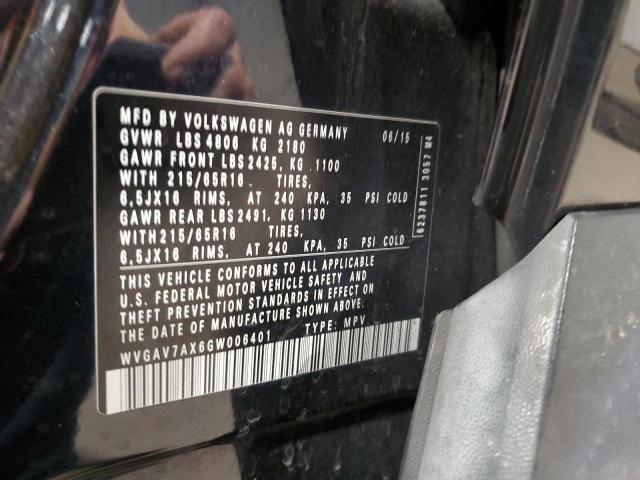 MFD BY VOLKSWAGEN AG GERMANY 06/15
GVWR LBS 4806 KG 2180
GAWR FRONT LBS 2425, KG 1100
WITH 215/65R16 TIRES,
6,5JX16 RIMS, AT 240 KPA, 35 PSI COLD
GAWR REAR LBS 2491, KG 1130
WITH215/65R16 TIRES,
6,5JX16 RIMS, AT 240 KPA, 35 PSI COLD
THIS VEHICLE CONFORMS TO ALL APPLICABLE
U.S. FEDERAL MOTOR VEHICLE SAFETY AND
THEFT PREVENTION STANDARDS IN EFFECT ON
DATE OF MANUFACTURE SHOWN ABOVE:
WVGAV7AX6GW006401 TYPE: MPV
6237811 3057 M4